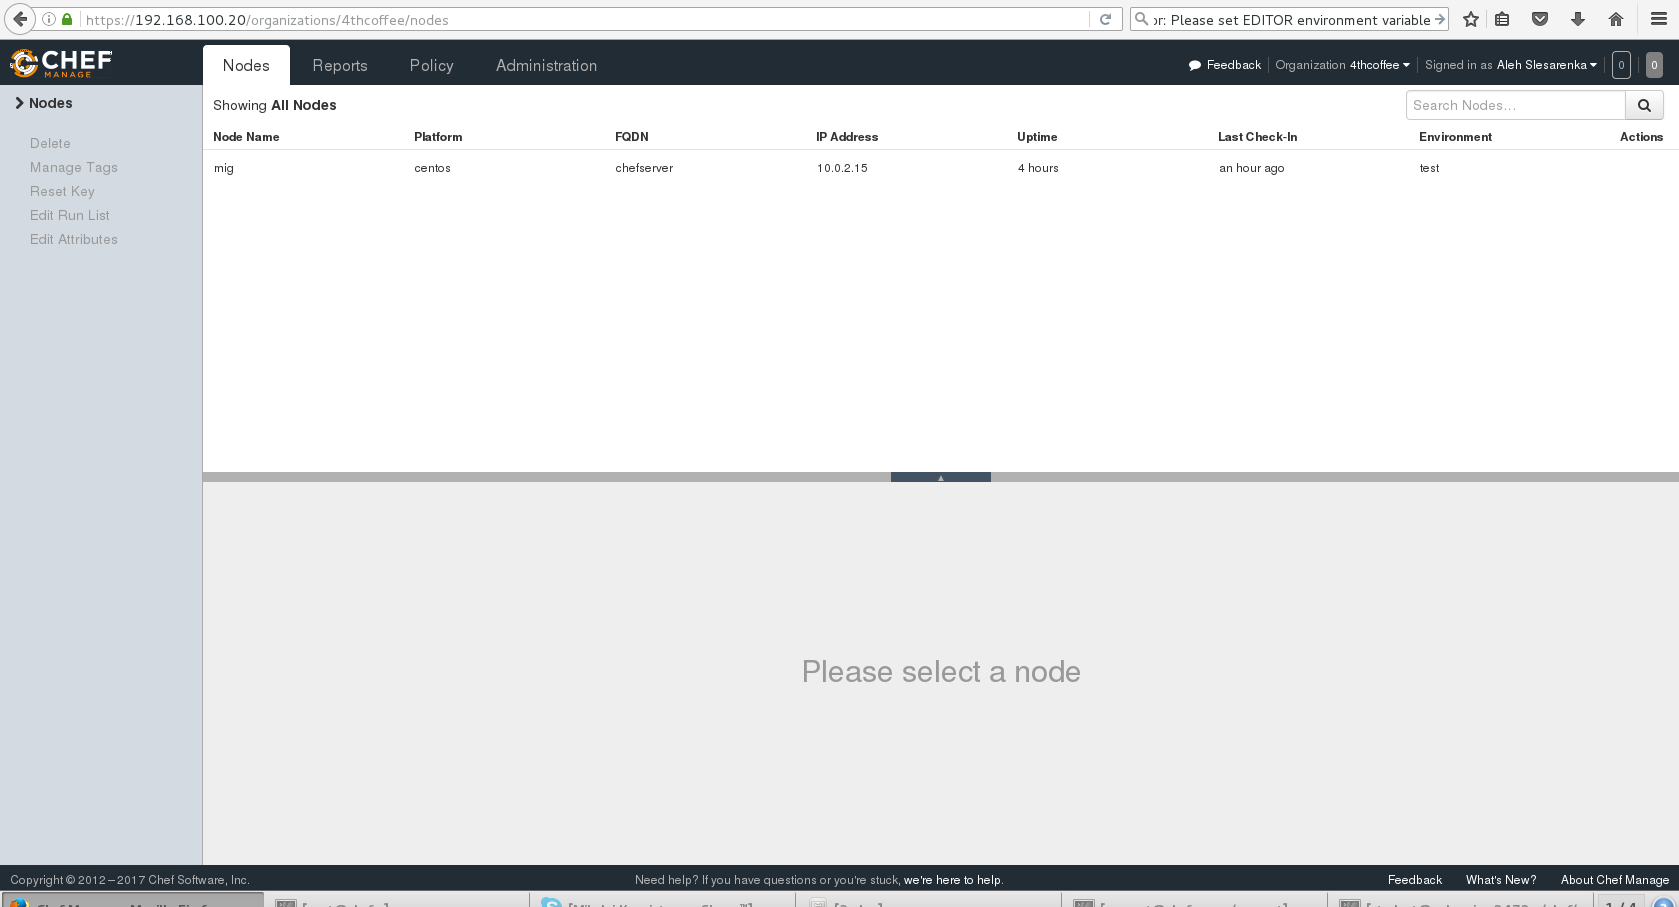 https://192.168.100.20/organizations/4thcoffee/nodes
or: Please set EDITOR environment variable
CHEF
MANAGE
Nodes
Reports
Policy
Administration
Feedback
Organization 4thcoffee
Signed in as Aleh Slesarenka
0
0
Nodes
Delete
Manage Tags
Reset Key
Edit Run List
Edit Attributes
Showing All Nodes
Search Nodes...
Node Name Platform FQDN IP Address Uptime Last Check-In Environment Actions
mig centos chefserver 10.0.2.15 4 hours an hour ago test
Please select a node
Copyright © 2012–2017 Chef Software, Inc.
Need help? If you have questions or you're stuck, we're here to help.
Feedback
What's New?
About Chef Manage